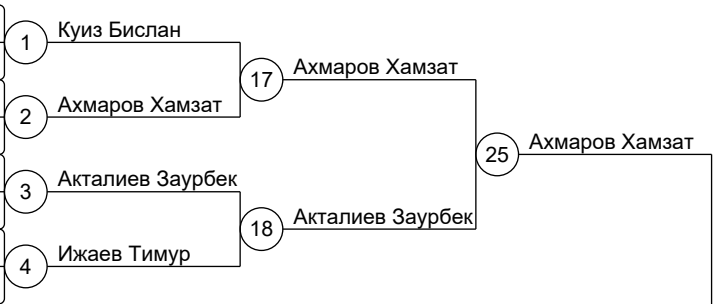 1
Куиз Бислан
17
Ахмаров Хамзат
2
Ахмаров Хамзат
25
Ахмаров Хамзат
3
Акталиев Заурбек
18
Акталиев Заурбек
4
Ижаев Тимур